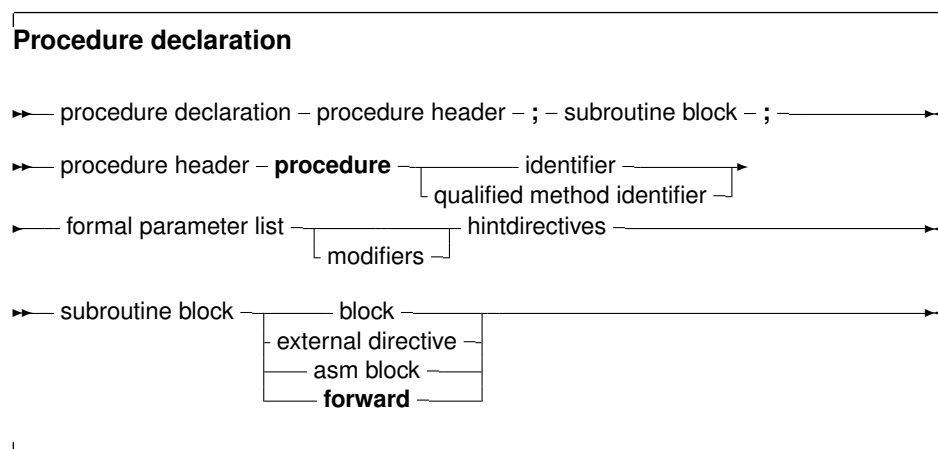 Procedure declaration
procedure declaration procedure header ; subroutine block ;
procedure header procedure identifier
qualified method identifier
formal parameter list hintdirectives
modifiers
subroutine block block
external directive
asm block
forward